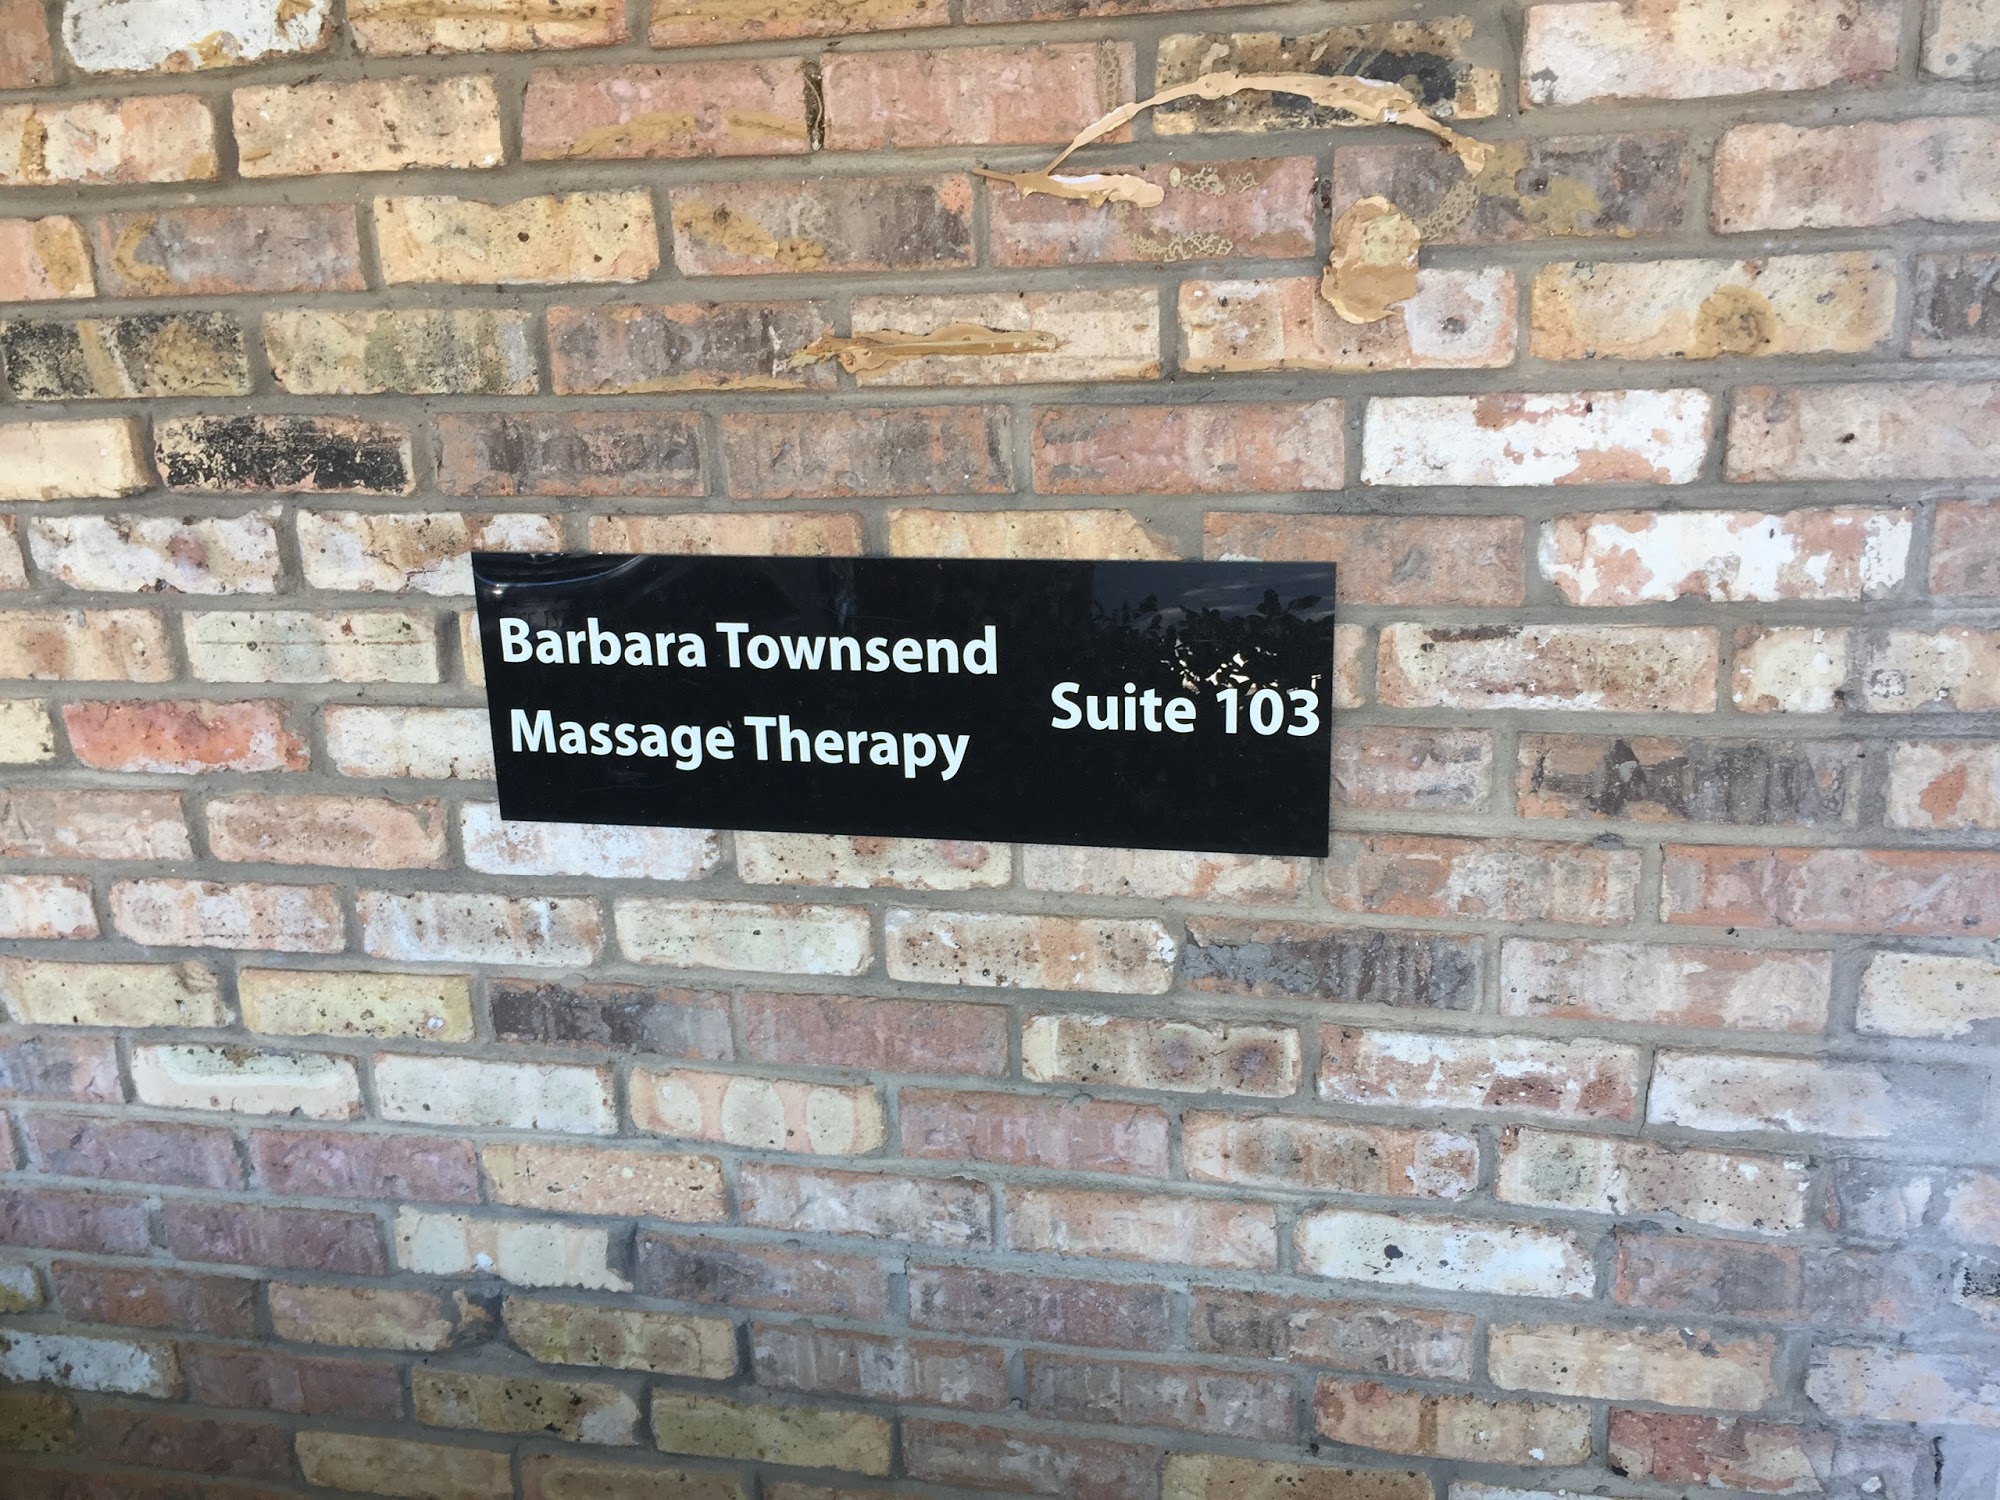 Barbara Townsend
Massage Therapy
Suite 103